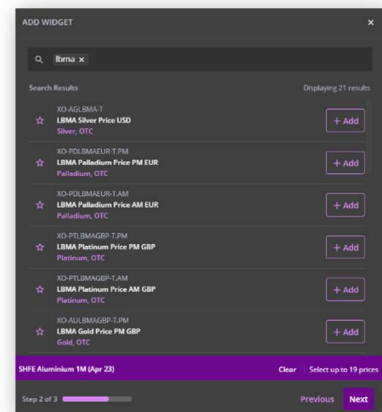 ADD WIDGET
lbma ×
Search Results Displaying 21 results
XO-AGLBMA-T
LBMA Silver Price USD
Silver, OTC
+ Add
XO-PDLBMAEUR-T.PM
LBMA Palladium Price PM EUR
Palladium, OTC
+ Add
XO-PDLBMAEUR-T.AM
LBMA Palladium Price AM EUR
Palladium, OTC
+ Add
XO-PTLBMAGBP-T.PM
LBMA Platinum Price PM GBP
Platinum, OTC
+ Add
XO-PTLBMAGBP-T.AM
LBMA Platinum Price AM GBP
Platinum, OTC
+ Add
XO-AULBMAGBP-T.PM
LBMA Gold Price PM GBP
Gold, OTC
+ Add
SHFE Aluminium 1M (Apr 23) Clear Select up to 19 prices
Step 2 of 3 Previous Next